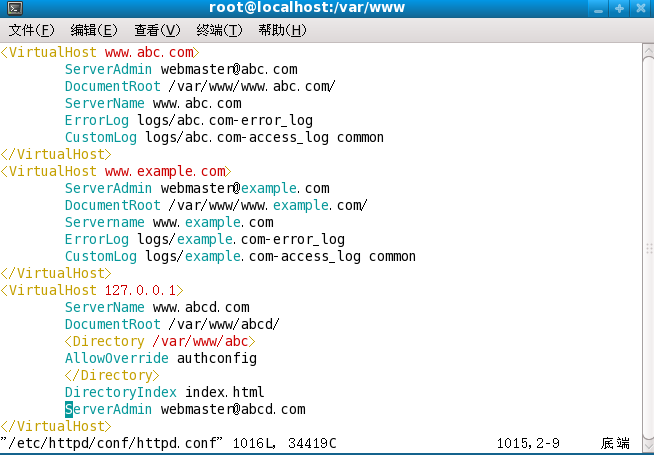 root@localhost:/var/www
文件(F) 编辑(E) 查看(V) 终端(T) 帮助(H)
<VirtualHost www.abc.com>
        ServerAdmin webmaster@abc.com
        DocumentRoot /var/www/www.abc.com/
        ServerName www.abc.com
        ErrorLog logs/abc.com-error_log
        CustomLog logs/abc.com-access_log common
</VirtualHost>
<VirtualHost www.example.com>
        ServerAdmin webmaster@example.com
        DocumentRoot /var/www/www.example.com/
        Servername www.example.com
        ErrorLog logs/example.com-error_log
        CustomLog logs/example.com-access_log common
</VirtualHost>
<VirtualHost 127.0.0.1>
        ServerName www.abcd.com
        DocumentRoot /var/www/abcd/
        <Directory /var/www/abc>
        AllowOverride authconfig
        </Directory>
        DirectoryIndex index.html
        ServerAdmin webmaster@abcd.com
</VirtualHost>
"/etc/httpd/conf/httpd.conf" 1016L, 34419C 1015,2-9 底端